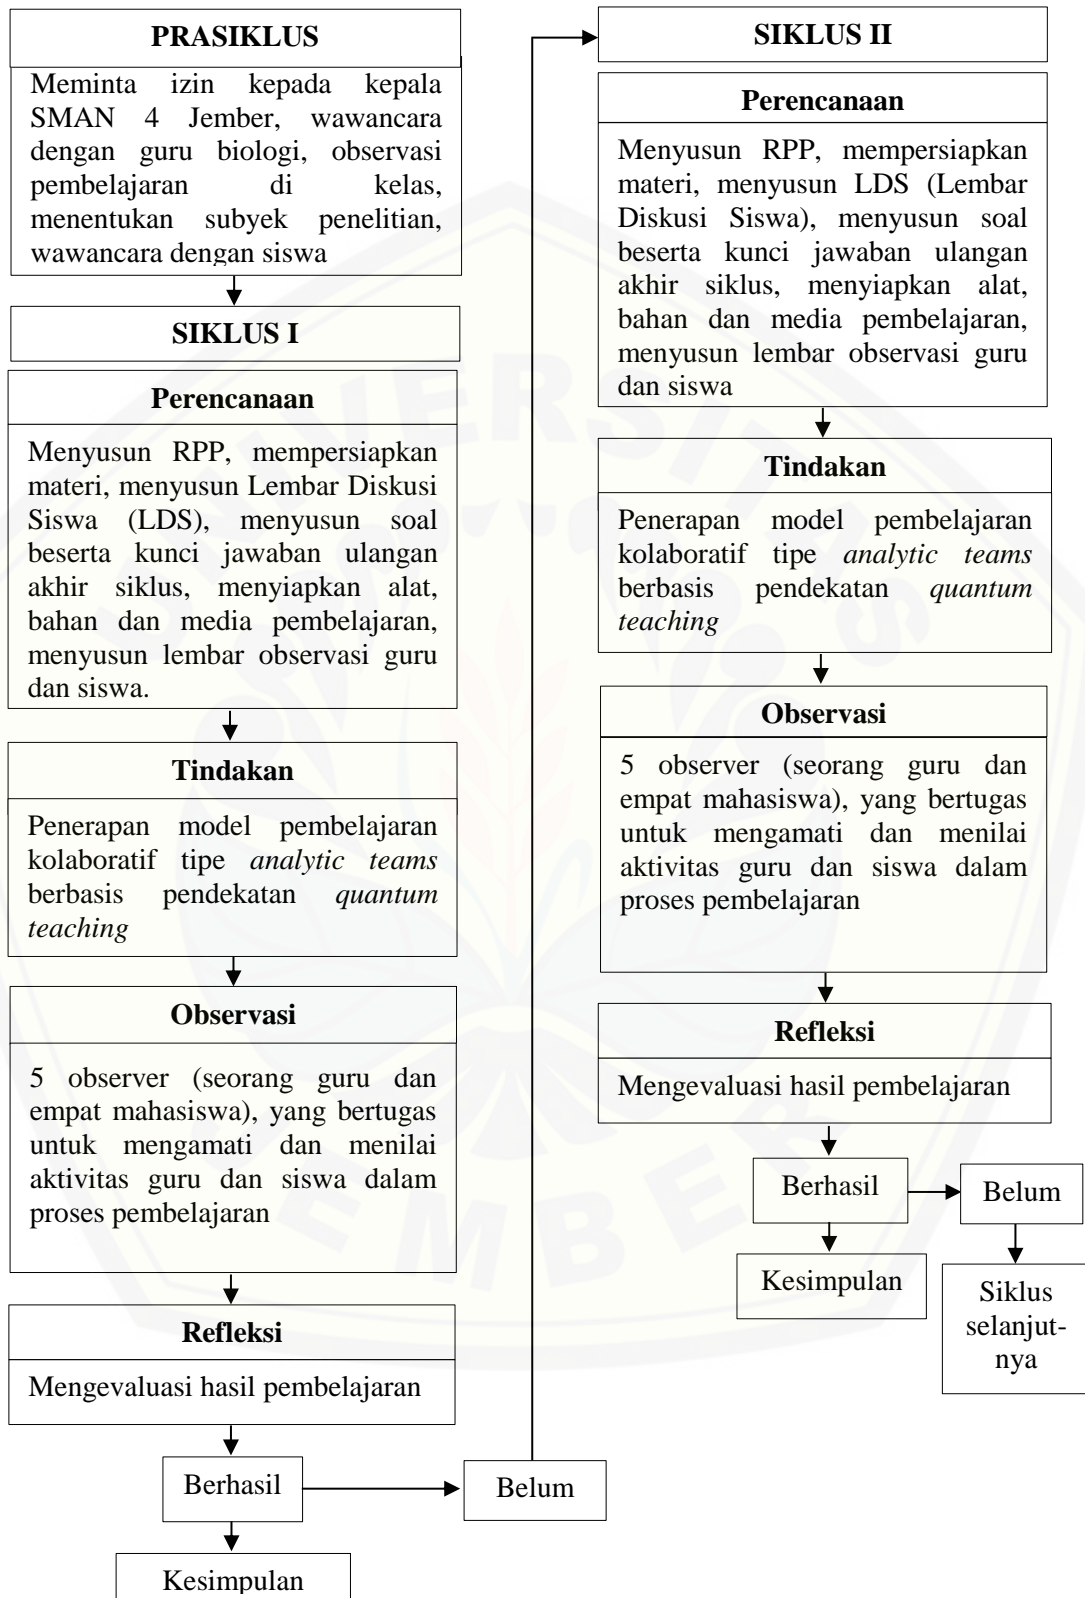 PRASIKLUS
Meminta izin kepada kepala
SMAN 4 Jember, wawancara
dengan guru biologi, observasi
pembelajaran di kelas,
menentukan subyek penelitian,
wawancara dengan siswa
SIKLUS I
Perencanaan
Menyusun RPP, mempersiapkan
materi, menyusun Lembar Diskusi
Siswa (LDS), menyusun soal
beserta kunci jawaban ulangan
akhir siklus, menyiapkan alat,
bahan dan media pembelajaran,
menyusun lembar observasi guru
dan siswa.
Tindakan
Penerapan model pembelajaran
kolaboratif tipe analytic teams
berbasis pendekatan quantum
teaching
Observasi
5 observer (seorang guru dan
empat mahasiswa), yang bertugas
untuk mengamati dan menilai
aktivitas guru dan siswa dalam
proses pembelajaran
Refleksi
Mengevaluasi hasil pembelajaran
Berhasil
Belum
Kesimpulan
SIKLUS II
Perencanaan
Menyusun RPP, mempersiapkan
materi, menyusun LDS (Lembar
Diskusi Siswa), menyusun soal
beserta kunci jawaban ulangan
akhir siklus, menyiapkan alat,
bahan dan media pembelajaran,
menyusun lembar observasi guru
dan siswa
Tindakan
Penerapan model pembelajaran
kolaboratif tipe analytic teams
berbasis pendekatan quantum
teaching
Observasi
5 observer (seorang guru dan
empat mahasiswa), yang bertugas
untuk mengamati dan menilai
aktivitas guru dan siswa dalam
proses pembelajaran
Refleksi
Mengevaluasi hasil pembelajaran
Berhasil
Belum
Kesimpulan
Siklus
selanjut-
nya
UNIVERSITAS
JEMBER